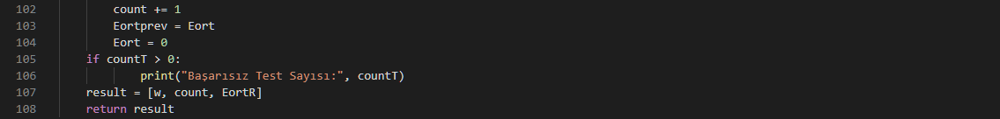 102 count += 1
103 Eortprev = Eort
104 Eort = 0
105 if countT > 0:
106 print("Başarısız Test Sayısı:", countT)
107 result = [w, count, EortR]
108 return result